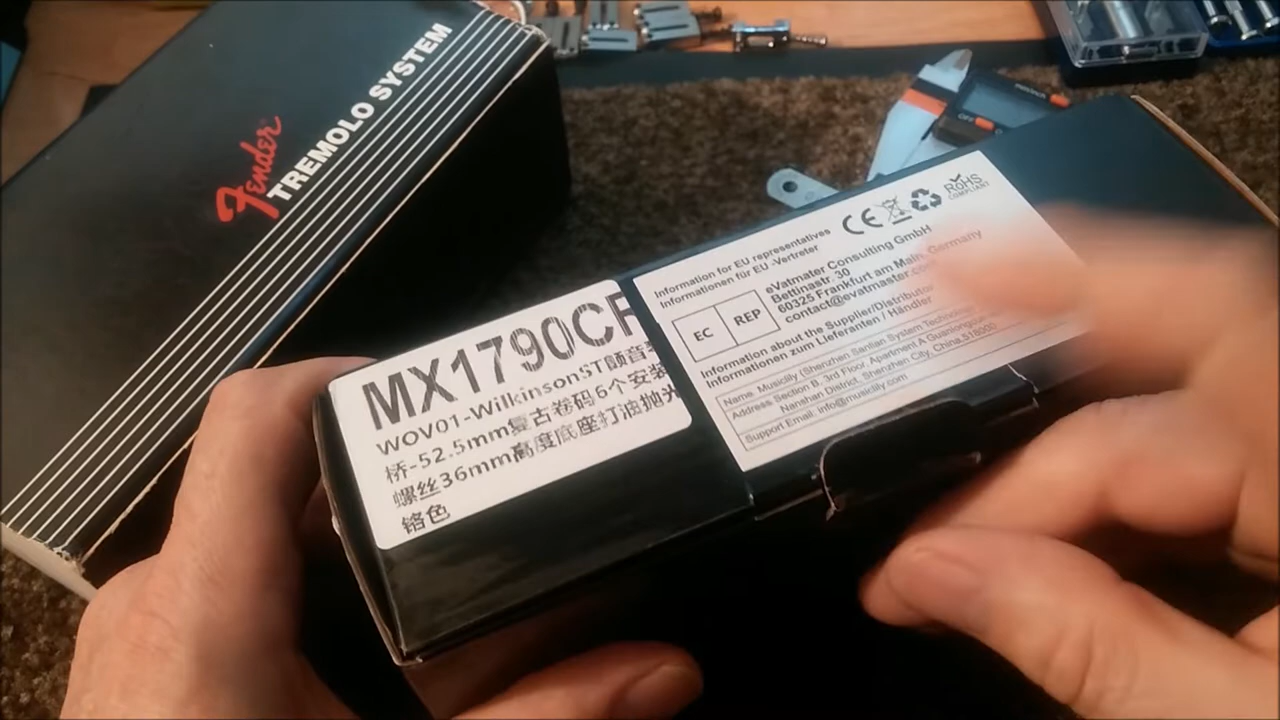 Fender
TREMOLO SYSTEM
MX1790CR
WOV01-WilkinsonST颤音
桥-52.5mm复古卷码6个安装
螺丝36mm高度底座打油抛光
铬色
Information for EU representatives
Informationen für EU -Vertreter
CE
RoHS
COMPLIANT
EC REP
eVatmater Consulting GmbH
Bettinastr. 30
60325 Frankfurt am Main, Germany
contact@evatmaster.co
Information about the Supplier/Distributor
Informationen zum Lieferanten / Händler
Name Musiclily (Shenzhen Sanlian System Technolo
Address Section B, 3rd Floor, Apartment A Guanlong
Nanshan District, Shenzhen City, China,518000
Support Email: info@musiclily.com
OFF